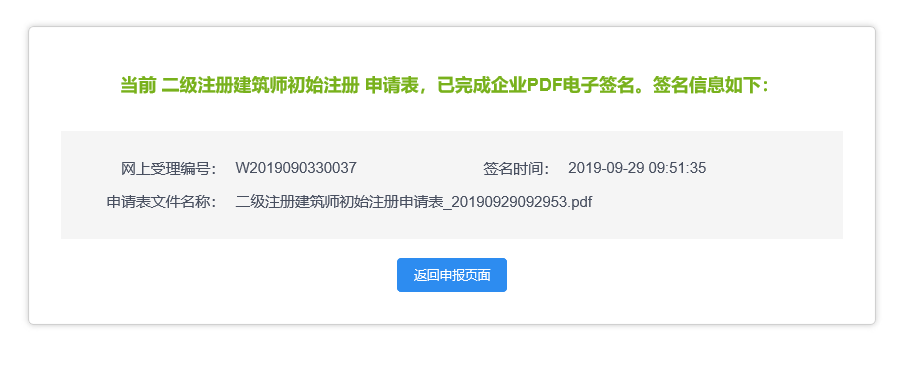 当前 二级注册建筑师初始注册 申请表，已完成企业PDF电子签名。签名信息如下：
网上受理编号： W2019090330037 签名时间： 2019-09-29 09:51:35
申请表文件名称： 二级注册建筑师初始注册申请表_20190929092953.pdf
返回申报页面